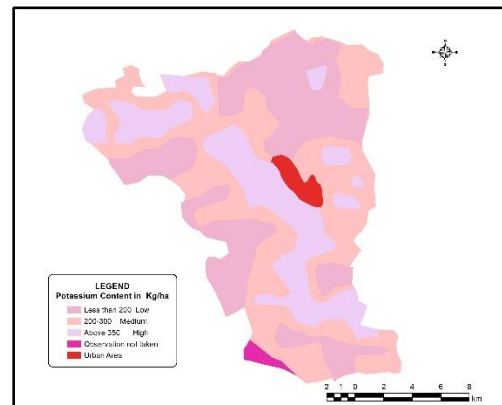 N
LEGEND
Potassium Content in Kg/ha
Less than 200 Low
200-300 Medium
Above 350 High
Observation not taken
Urban Area
2 1 0 2 4 6 8
km